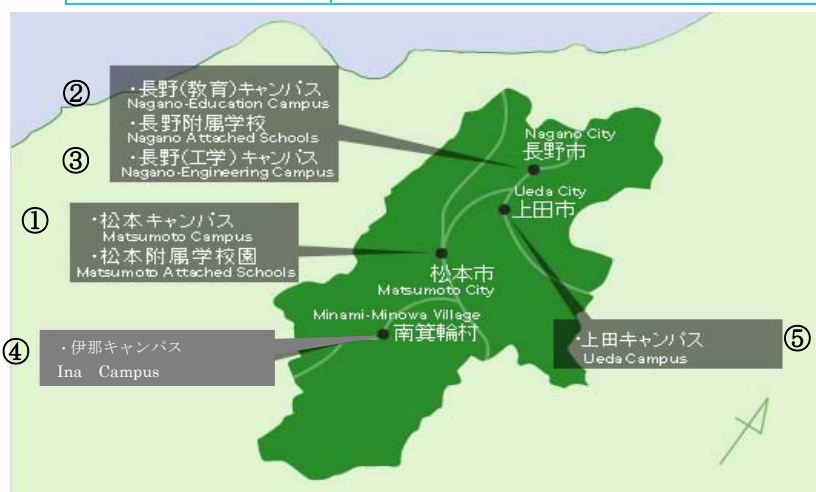 ②
・長野(教育)キャンパス
Nagano-Education Campus
・長野附属学校
Nagano Attached Schools
③
・長野(工学)キャンパス
Nagano-Engineering Campus
Nagano City
長野市
Ueda City
上田市
①
・松本キャンパス
Matsumoto Campus
・松本附属学校園
Matsumoto Attached Schools
松本市
Matsumoto City
Minami-Minowa Village
南箕輪村
④
・伊那キャンパス
Ina Campus
・上田キャンパス
Ueda Campus
⑤